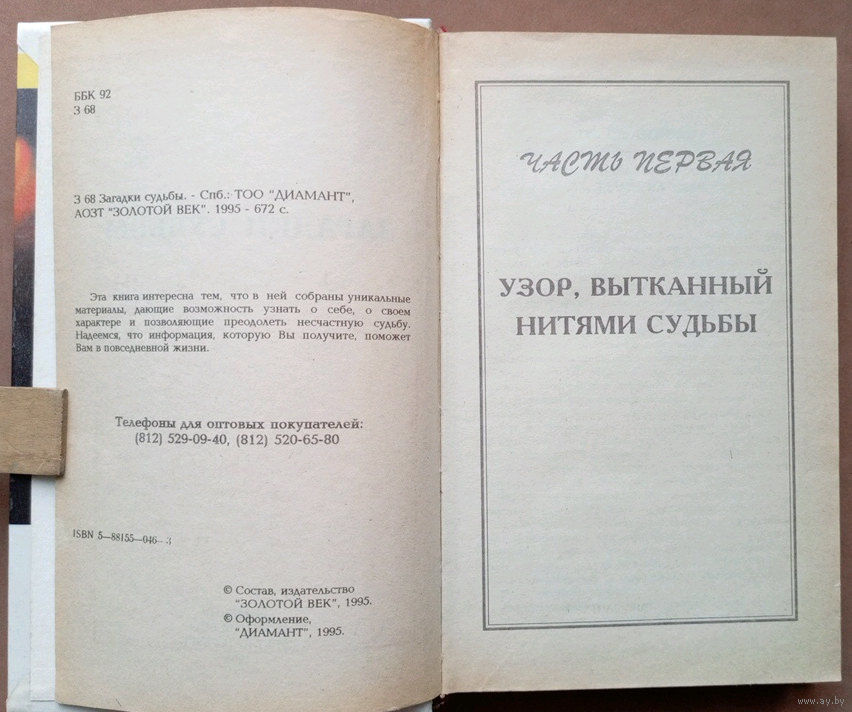 ББК 92
З 68
З 68 Загадки судьбы. - Спб.: ТОО "ДИАМАНТ",
АОЗТ "ЗОЛОТОЙ ВЕК". 1995 - 672 с.
Эта книга интересна тем, что в ней собраны уникальные
материалы, дающие возможность узнать о себе, о своем
характере и позволяющие преодолеть несчастную судьбу.
Надеемся, что информация, которую Вы получите, поможет
Вам в повседневной жизни.
Телефоны для оптовых покупателей:
(812) 529-09-40, (812) 520-65-80
ISBN 5-88155-046-3
© Состав, издательство
"ЗОЛОТОЙ ВЕК", 1995.
© Оформление,
"ДИАМАНТ", 1995.
ЧАСТЬ ПЕРВАЯ
УЗОР, ВЫТКАННЫЙ
НИТЯМИ СУДЬБЫ
www.ay.by